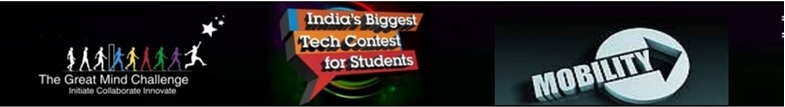 The Great Mind Challenge
Initiate Collaborate Innovate
India's Biggest
Tech Contest
for Students
MOBILITY